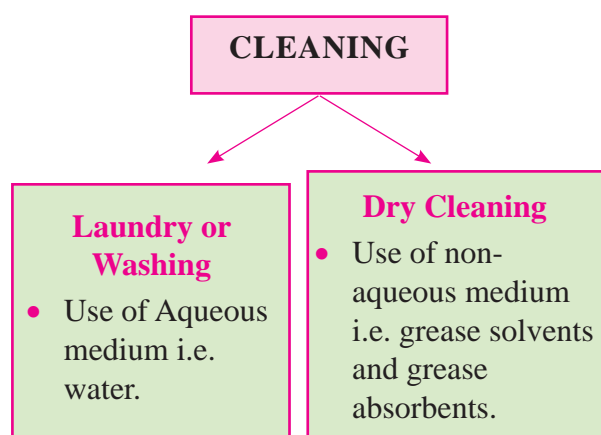 CLEANING
Laundry or
Washing
• Use of Aqueous
medium i.e.
water.
Dry Cleaning
• Use of non-
aqueous medium
i.e. grease solvents
and grease
absorbents.